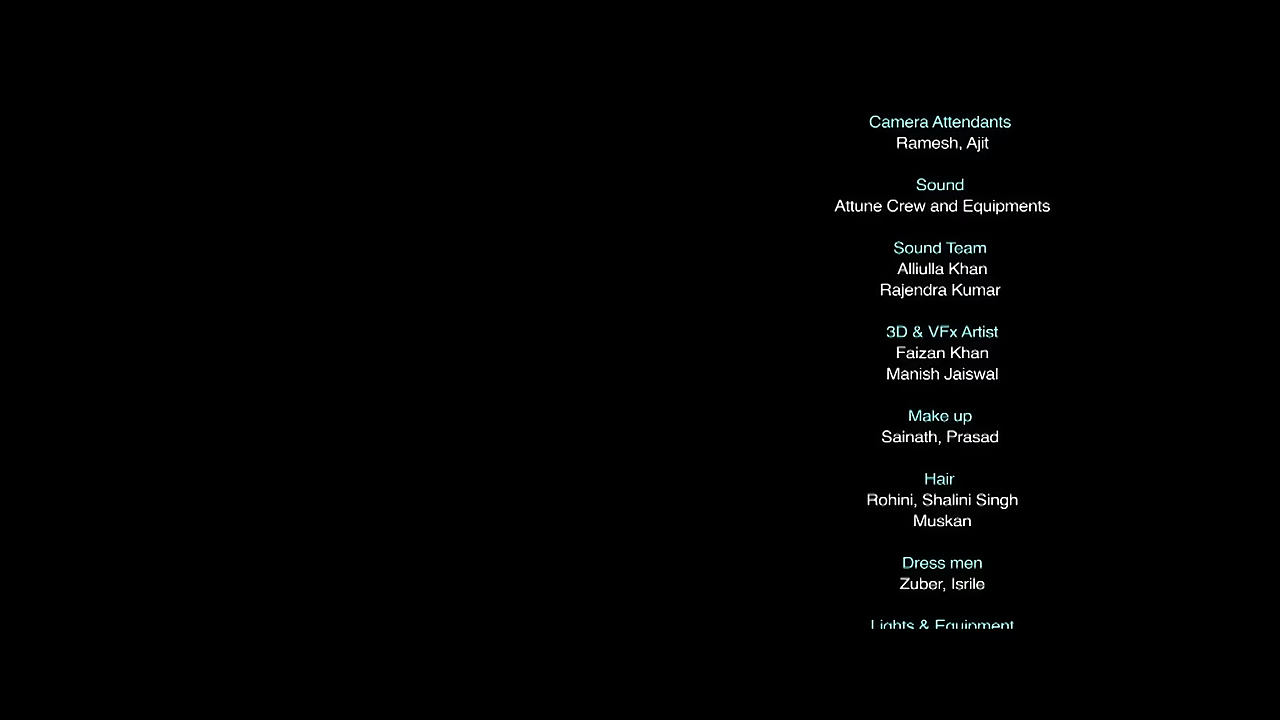 Camera Attendants
Ramesh, Ajit
Sound
Attune Crew and Equipments
Sound Team
Alliulla Khan
Rajendra Kumar
3D & VFx Artist
Faizan Khan
Manish Jaiswal
Make up
Sainath, Prasad
Hair
Rohini, Shalini Singh
Muskan
Dress men
Zuber, Isrile
Lights & Equipment